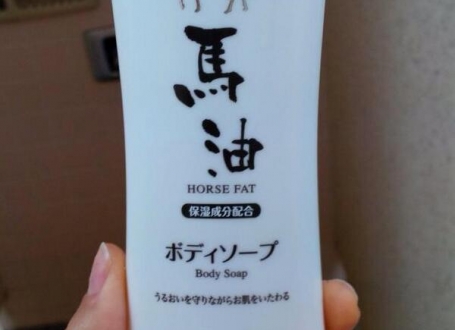 馬油
HORSE FAT
保湿成分配合
ボディソープ
Body Soap
うるおいを守りながらお肌をいたわる